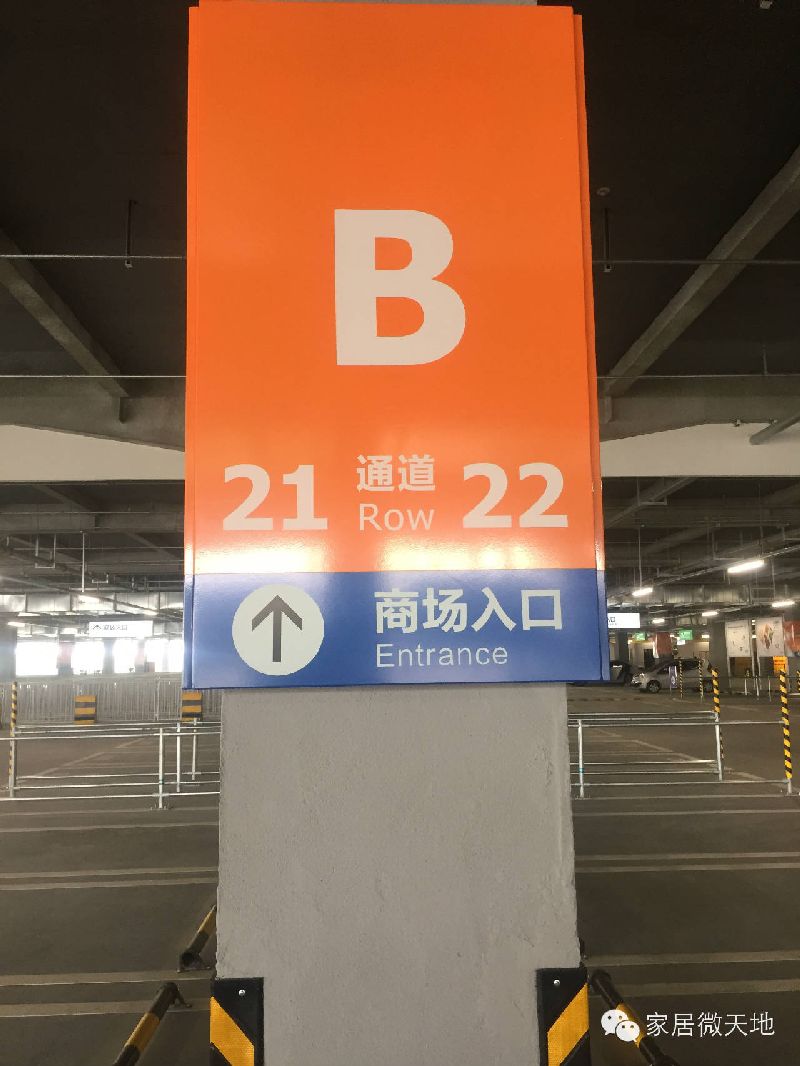 B
21 通道 22
Row
商场入口
Entrance
家居微天地